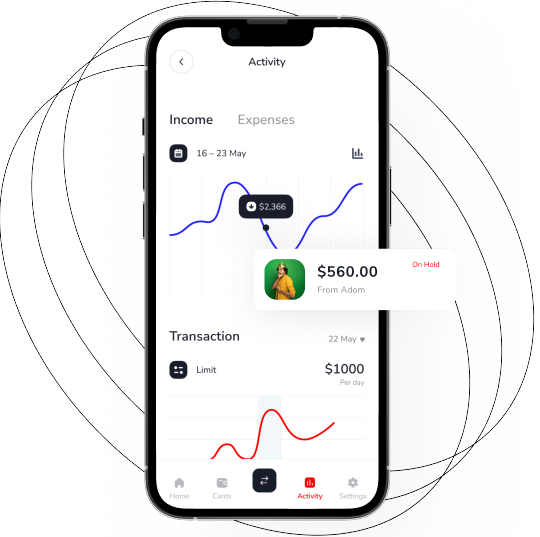 Activity
Income Expenses
16 – 23 May
$2,366
$560.00 On Hold
From Adom
Transaction 22 May
Limit $1000
Per day
Home Cards Activity Settings